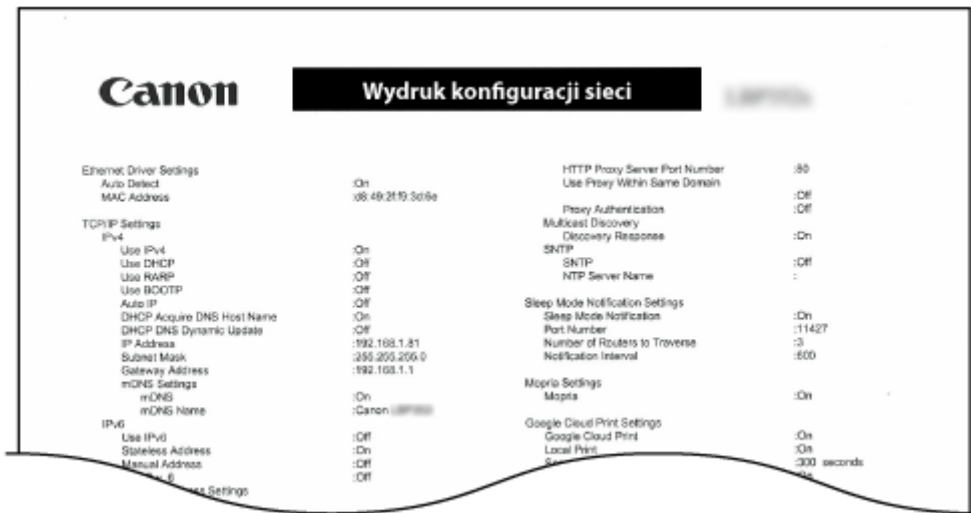 Canon
Wydruk konfiguracji sieci
Ethernet Driver Settings
Auto Detect :On
MAC Address :d8:49:2f:f9:3d:6e
TCP/IP Settings
IPv4
Use IPv4 :On
Use DHCP :Off
Use RARP :Off
Use BOOTP :Off
Auto IP :Off
DHCP Acquire DNS Host Name :On
DHCP DNS Dynamic Update :Off
IP Address :192.168.1.81
Subnet Mask :255.255.255.0
Gateway Address :192.168.1.1
mDNS Settings
mDNS :On
mDNS Name :Canon
IPv6
Use IPv6 :Off
Stateless Address :On
Manual Address :Off
:Off
Settings
HTTP Proxy Server Port Number :80
Use Proxy Within Same Domain
:Off
Proxy Authentication :Off
Multicast Discovery
Discovery Response :On
SNTP
SNTP :Off
NTP Server Name :
Sleep Mode Notification Settings
Sleep Mode Notification :On
Port Number :11427
Number of Routers to Traverse :3
Notification Interval :600
Mopria Settings
Mopria :On
Google Cloud Print Settings
Google Cloud Print :On
Local Print :On
:300 seconds